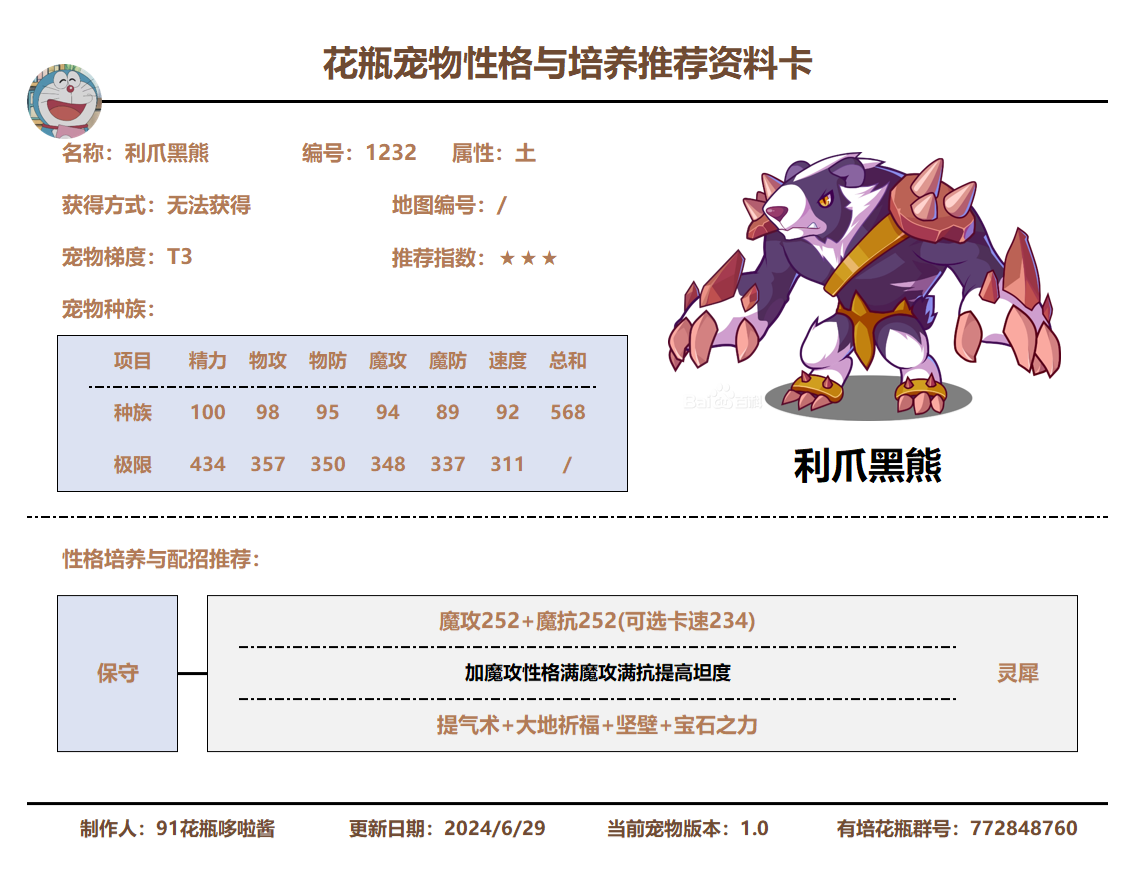 花瓶宠物性格与培养推荐资料卡
名称：利爪黑熊 编号：1232 属性：土
获得方式：无法获得 地图编号：/
宠物梯度：T3 推荐指数：★★★
宠物种族：
项目 精力 物攻 物防 魔攻 魔防 速度 总和
种族 100 98 95 94 89 92 568
极限 434 357 350 348 337 311 /
Baidu百科
利爪黑熊
性格培养与配招推荐：
保守
魔攻252+魔抗252(可选卡速234)
加魔攻性格满魔攻满抗提高坦度
提气术+大地祈福+坚壁+宝石之力
灵犀
制作人：91花瓶哆啦酱 更新日期：2024/6/29 当前宠物版本：1.0 有培花瓶群号：772848760